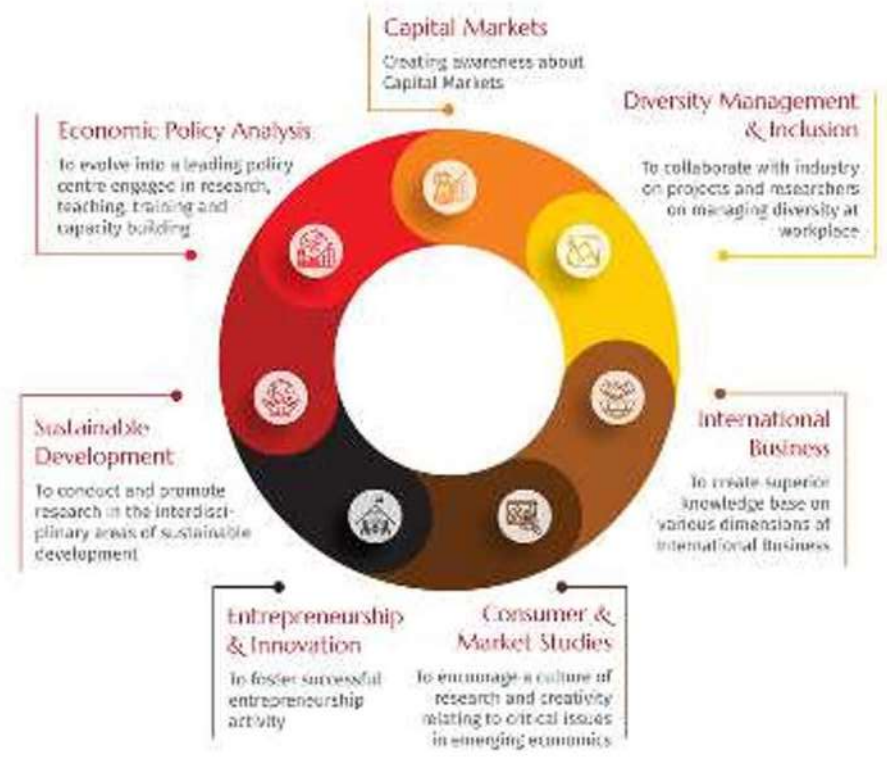 Capital Markets
Creating awareness about
Capital Markets
Diversity Management
& Inclusion
To collaborate with industry
on projects and researchers
on managing diversity at
workplace
Economic Policy Analysis
To evolve into a leading policy
centre engaged in research,
teaching, training and
capacity building
International
Business
To create superior
knowledge base on
various dimensions of
International Business
Sustainable
Development
To conduct and promote
research in the interdisci-
plinary areas of sustainable
development
Entrepreneurship
& Innovation
To foster successful
entrepreneurship
activity
Consumer &
Market Studies
To encourage a culture of
research and creativity
relating to critical issues
in emerging economics